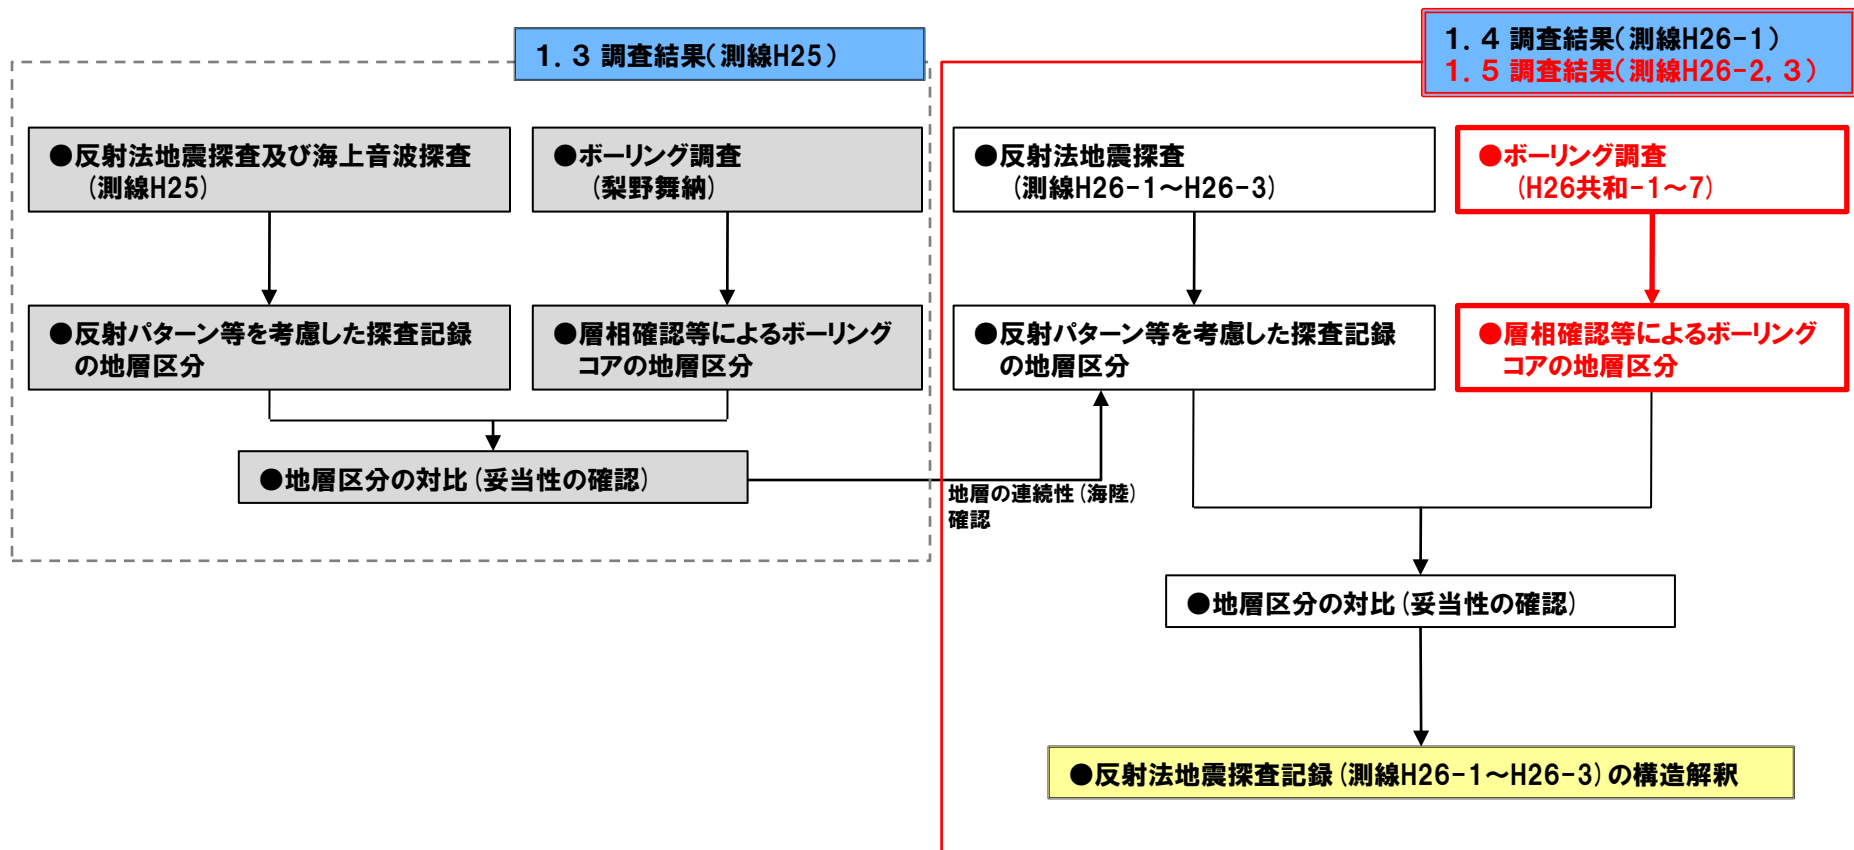 １．３ 調査結果（測線H25）
●反射法地震探査及び海上音波探査
（測線H25）
●ボーリング調査
（梨野舞納）
●反射パターン等を考慮した探査記録
の地層区分
●層相確認等によるボーリング
コアの地層区分
●地層区分の対比（妥当性の確認）
地層の連続性（海陸）
確認
１．４ 調査結果（測線H26-1）
１．５ 調査結果（測線H26-2，３）
●反射法地震探査
（測線H26-1～H26-3）
●ボーリング調査
（H26共和-1～7）
●反射パターン等を考慮した探査記録
の地層区分
●層相確認等によるボーリング
コアの地層区分
●地層区分の対比（妥当性の確認）
●反射法地震探査記録（測線H26-1～H26-3）の構造解釈